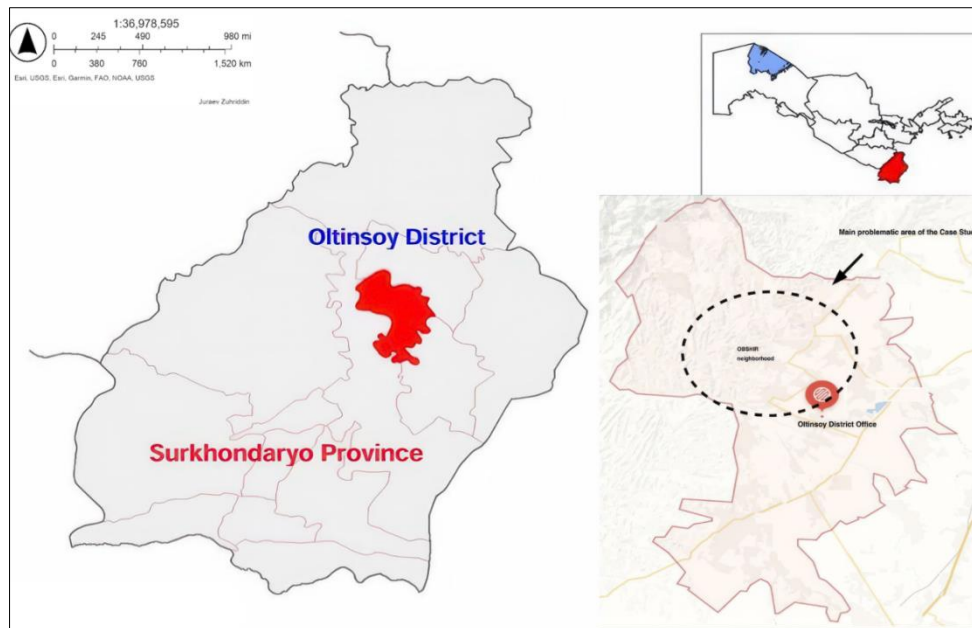 1:36,978,595
0 245 490 980 mi
0 380 760 1,520 km
Esri, USGS, Esri, Garmin, FAO, NOAA, USGS
Juraev Zuhriddin
Oltinsoy District
Surkhondaryo Province
Main problematic area of the Case Stud
OBSHIR
neighborhood
Oltinsoy District Office